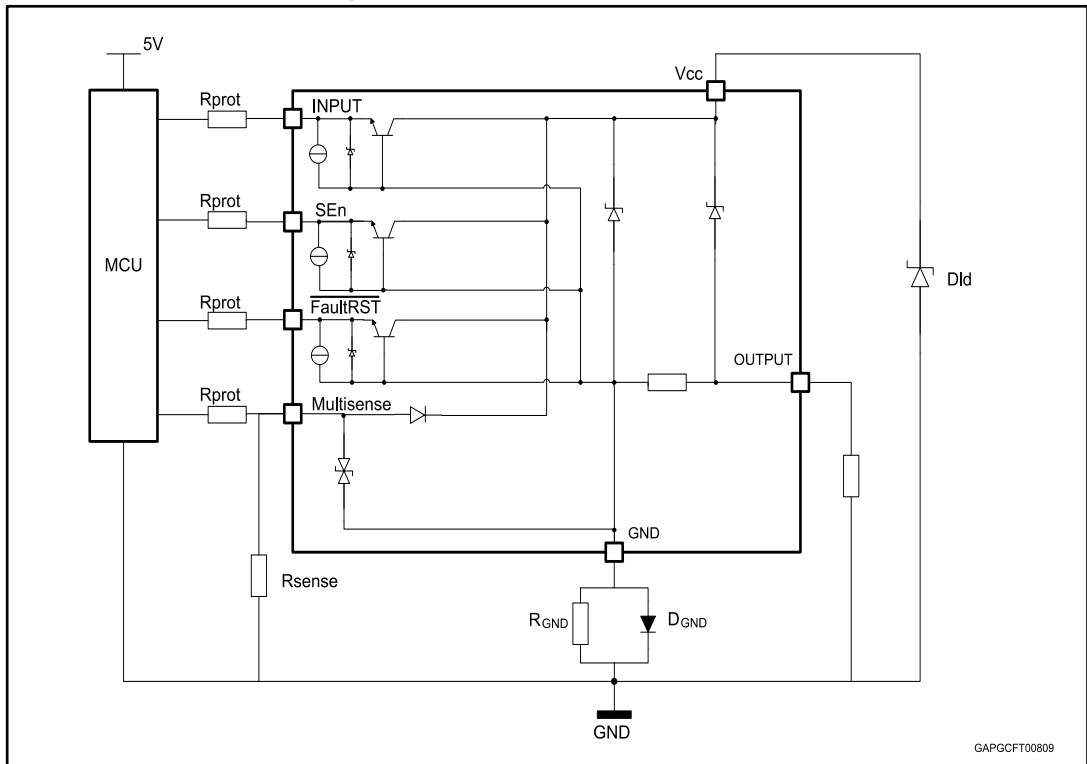 5V
Vcc
Rprot
INPUT
Rprot
SEn
MCU
Dld
Rprot
FaultRST
OUTPUT
Rprot
Multisense
GND
Rsense
RGND
DGND
GND
GAPGCFT00809